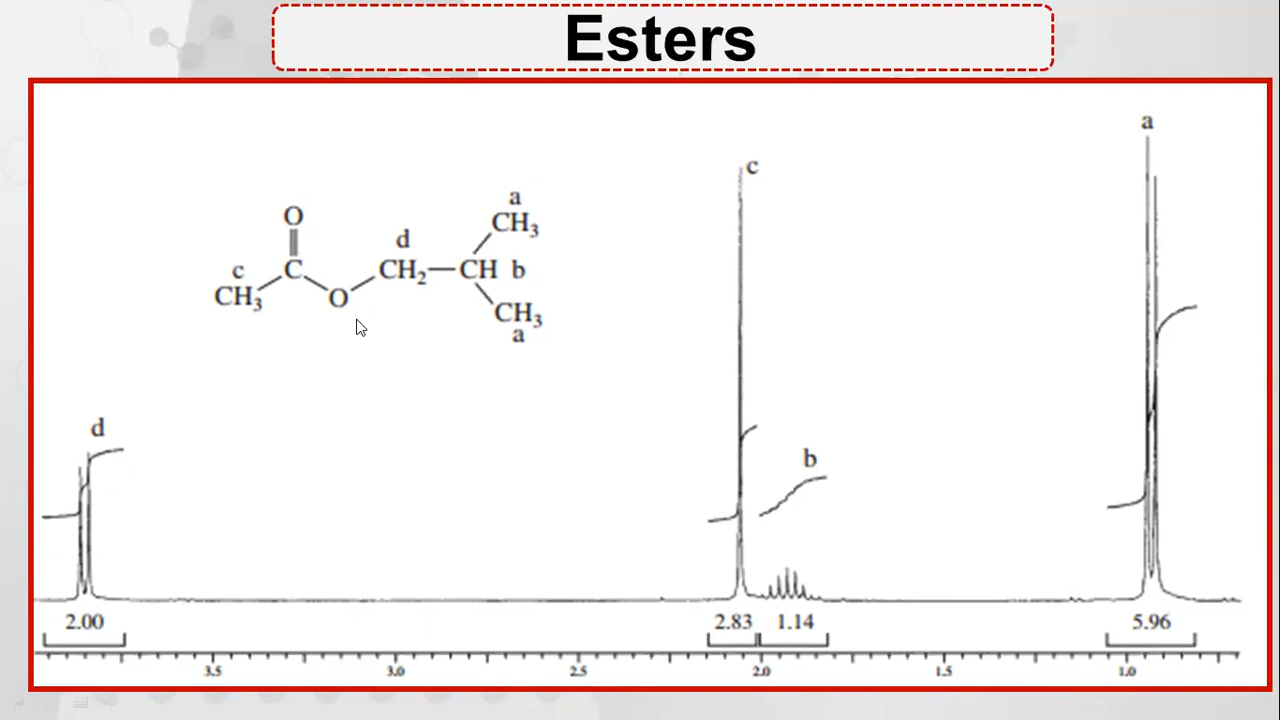 Esters
a
c
a
O
CH₃
d
c
C
CH₂
CH b
CH₃
O
CH₃
a
d
b
2.00
2.83
1.14
5.96
3.5
3.0
2.5
2.0
1.5
1.0